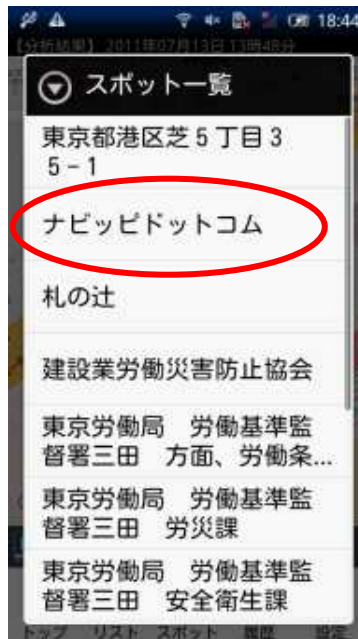 18:44
【分析結果】 2011年07月13日 13時48分
スポット一覧
東京都港区芝5丁目3
5-1
ナビッピドットコム
札の辻
建設業労働災害防止協会
東京労働局 労働基準監
督署三田 方面、労働条...
東京労働局 労働基準監
督署三田 労災課
東京労働局 労働基準監
督署三田 安全衛生課
トップ リスト スポット 履歴 設定